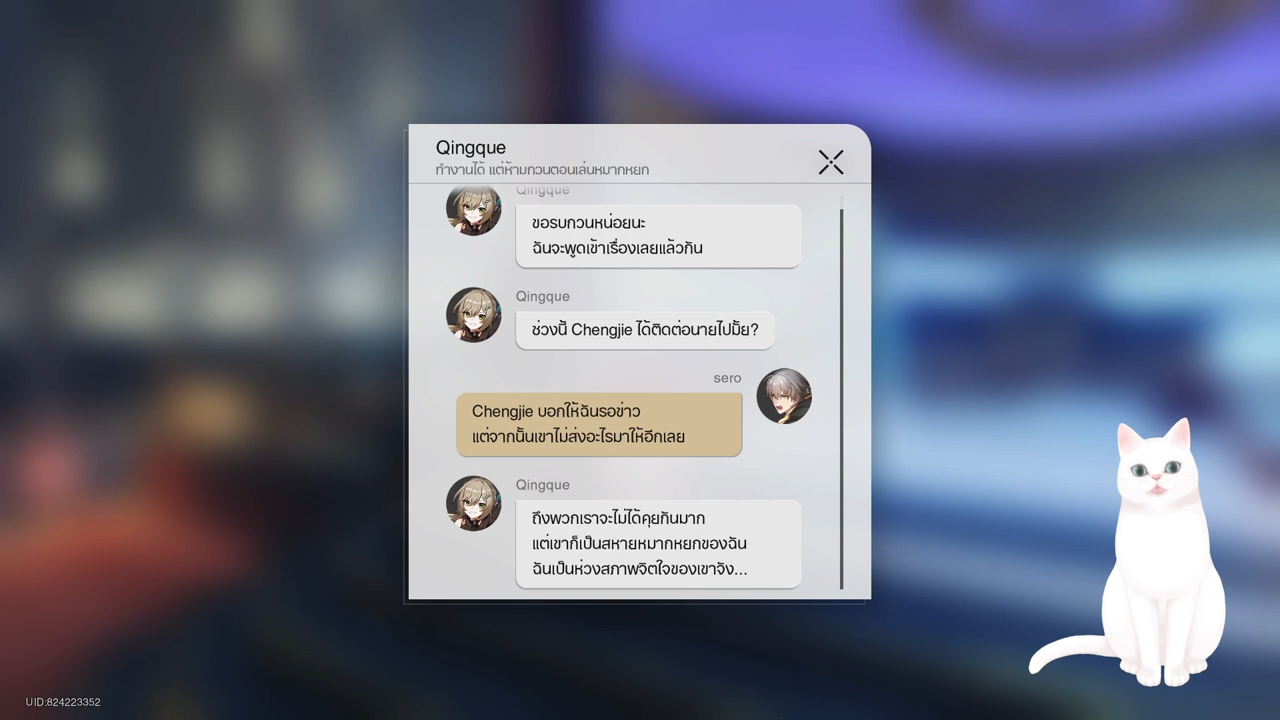 Qingque
ทำงานได้ แต่ห้ามกวนตอนเล่นหมากหยก
Qingque
ขอรบกวนหน่อยนะ
ฉันจะพูดเข้าเรื่องเลยแล้วกัน
Qingque
ช่วงนี้ Chengjie ได้ติดต่อนายไปมั้ย?
sero
Chengjie บอกให้ฉันรอข่าว
แต่จากนั้นเขาไม่ส่งอะไรมาให้อีกเลย
Qingque
ถึงพวกเราจะไม่ได้คุยกันมาก
แต่เขาก็เป็นสหายหมากหยกของฉัน
ฉันเป็นห่วงสภาพจิตใจของเขาจัง...
UID:824223352